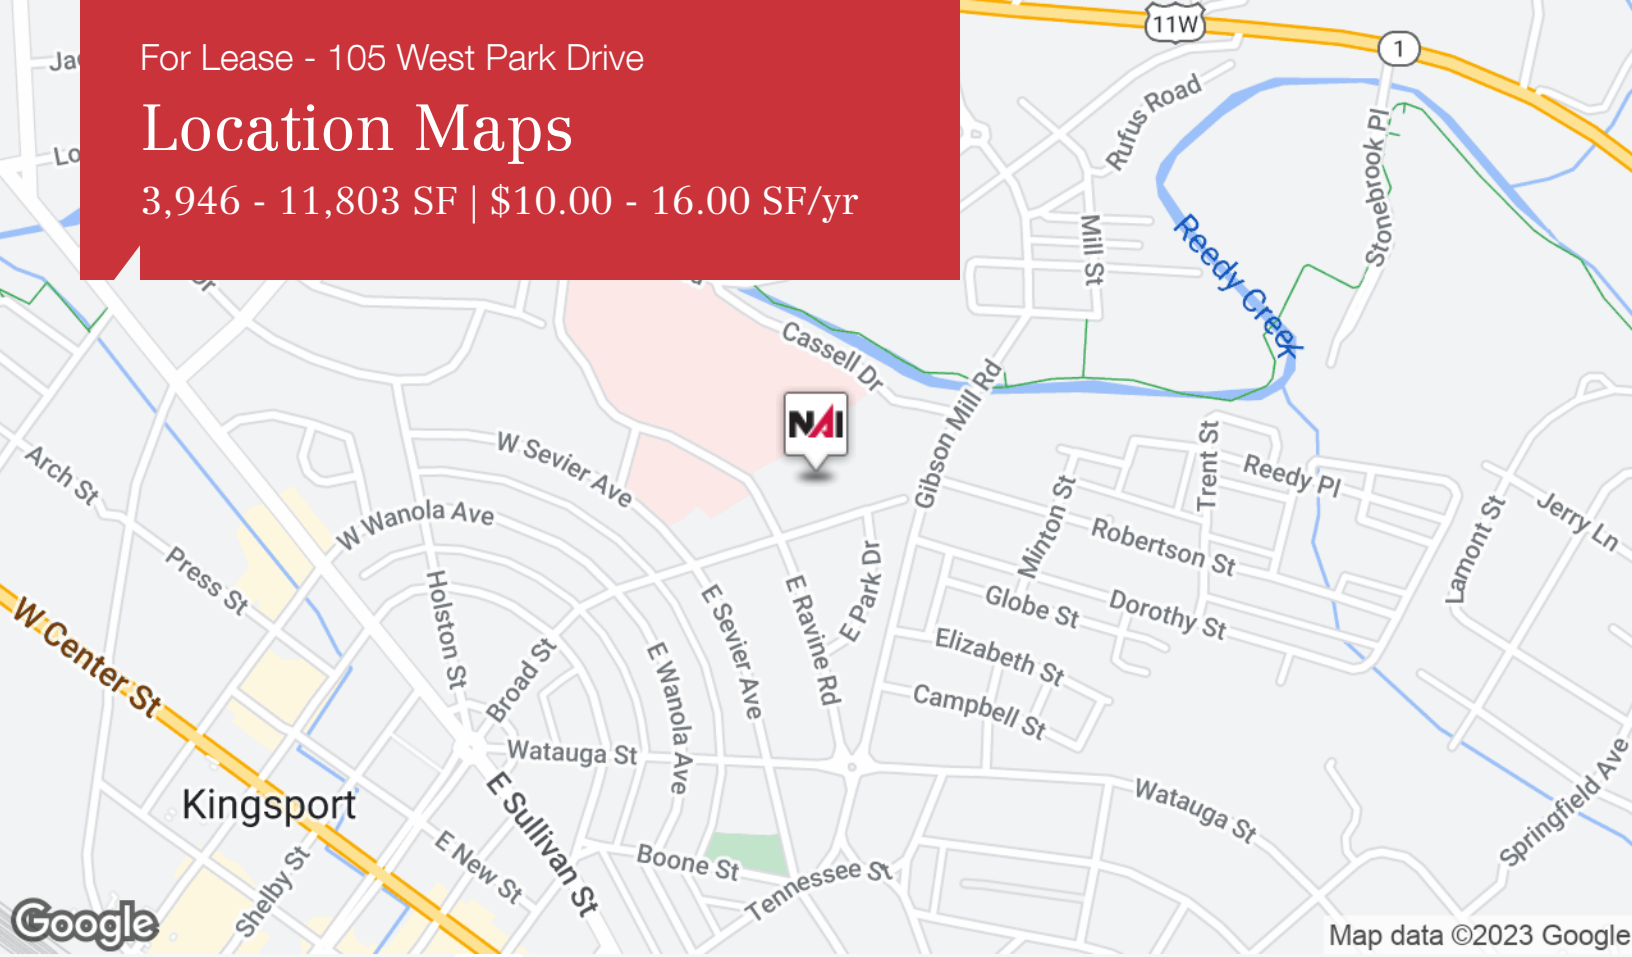 For Lease - 105 West Park Drive
Location Maps
3,946 - 11,803 SF | $10.00 - 16.00 SF/yr
11W
1
Rufus Road
Stonebrook Pl
Mill St
Reedy Creek
Cassell Dr
Gibson Mill Rd
NAI
W Sevier Ave
Arch St
W Wanola Ave
Press St
Trent St
Reedy Pl
Minton St
Robertson St
Lamont St
Jerry Ln
E Park Dr
Globe St
Dorothy St
Elizabeth St
Campbell St
Holston St
Broad St
E Wanola Ave
E Sevier Ave
E Ravine Rd
W Center St
Watauga St
Watauga St
Kingsport
E Sullivan St
E New St
Shelby St
Boone St
Tennessee St
Springfield Ave
Google
Map data ©2023 Google